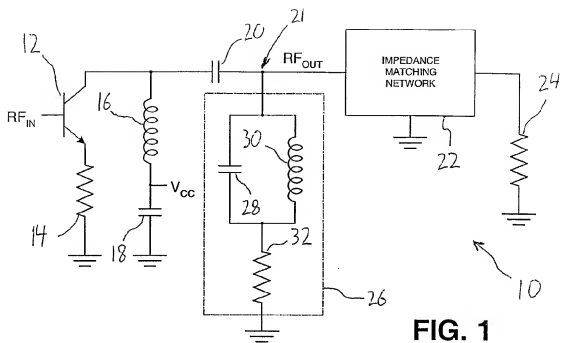 20
21
12
RF_OUT
IMPEDANCE
MATCHING
NETWORK
24
16
RF_IN
22
30
V_CC
28
14
18
32
26
10
FIG. 1